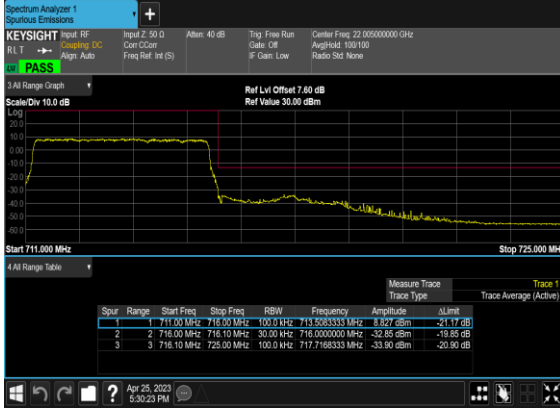 Spectrum Analyzer 1
Spurious Emissions
+
KEYSIGHT Input: RF Input Z: 50 Ω Atten: 40 dB Trig: Free Run Center Freq: 22.005000000 GHz
RLT Coupling: DC Corr CCorr Gate: Off Avg|Hold: 100/100
Align: Auto Freq Ref: Int (S) IF Gain: Low Radio Std: None
PASS
3 All Range Graph
Ref Lvl Offset 7.60 dB
Scale/Div 10.0 dB Ref Value 30.00 dBm
Log
20.0
10.0
0.00
-10.0
-20.0
-30.0
-40.0
-50.0
-60.0
Start 711.000 MHz Stop 725.000 MH
4 All Range Table
Measure Trace Trace 1
Trace Type Trace Average (Active)
Spur Range Start Freq Stop Freq RBW Frequency Amplitude ΔLimit
1 1 711.00 MHz 716.00 MHz 100.0 kHz 713.5083333 MHz 8.827 dBm -21.17 dB
2 2 716.00 MHz 716.10 MHz 30.00 kHz 716.0000000 MHz -32.85 dBm -19.85 dB
3 3 716.10 MHz 725.00 MHz 100.0 kHz 717.7168333 MHz -33.90 dBm -20.90 dB
? Apr 25, 2023
5:30:23 PM